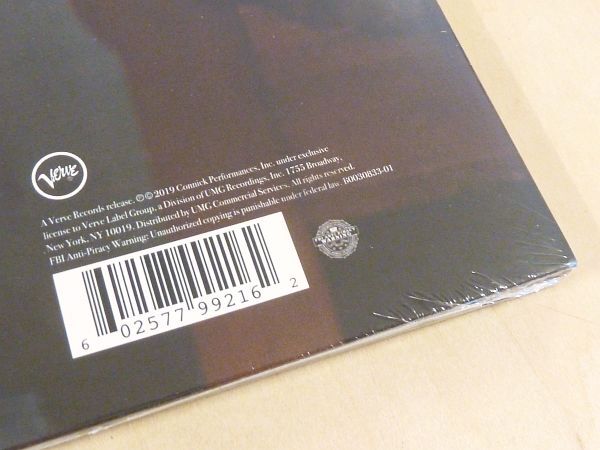 Verve
A Verve Records release. ℗© 2019 Connick Performances, Inc. under exclusive
license to Verve Label Group, a Division of UMG Recordings, Inc. 1755 Broadway,
New York. NY 10019. Distributed by UMG Commercial Services. All rights reserved.
FBI Anti-Piracy Warning: Unauthorized copying is punishable under federal law. B0030833-01
WARNING
6 02577 99216 2